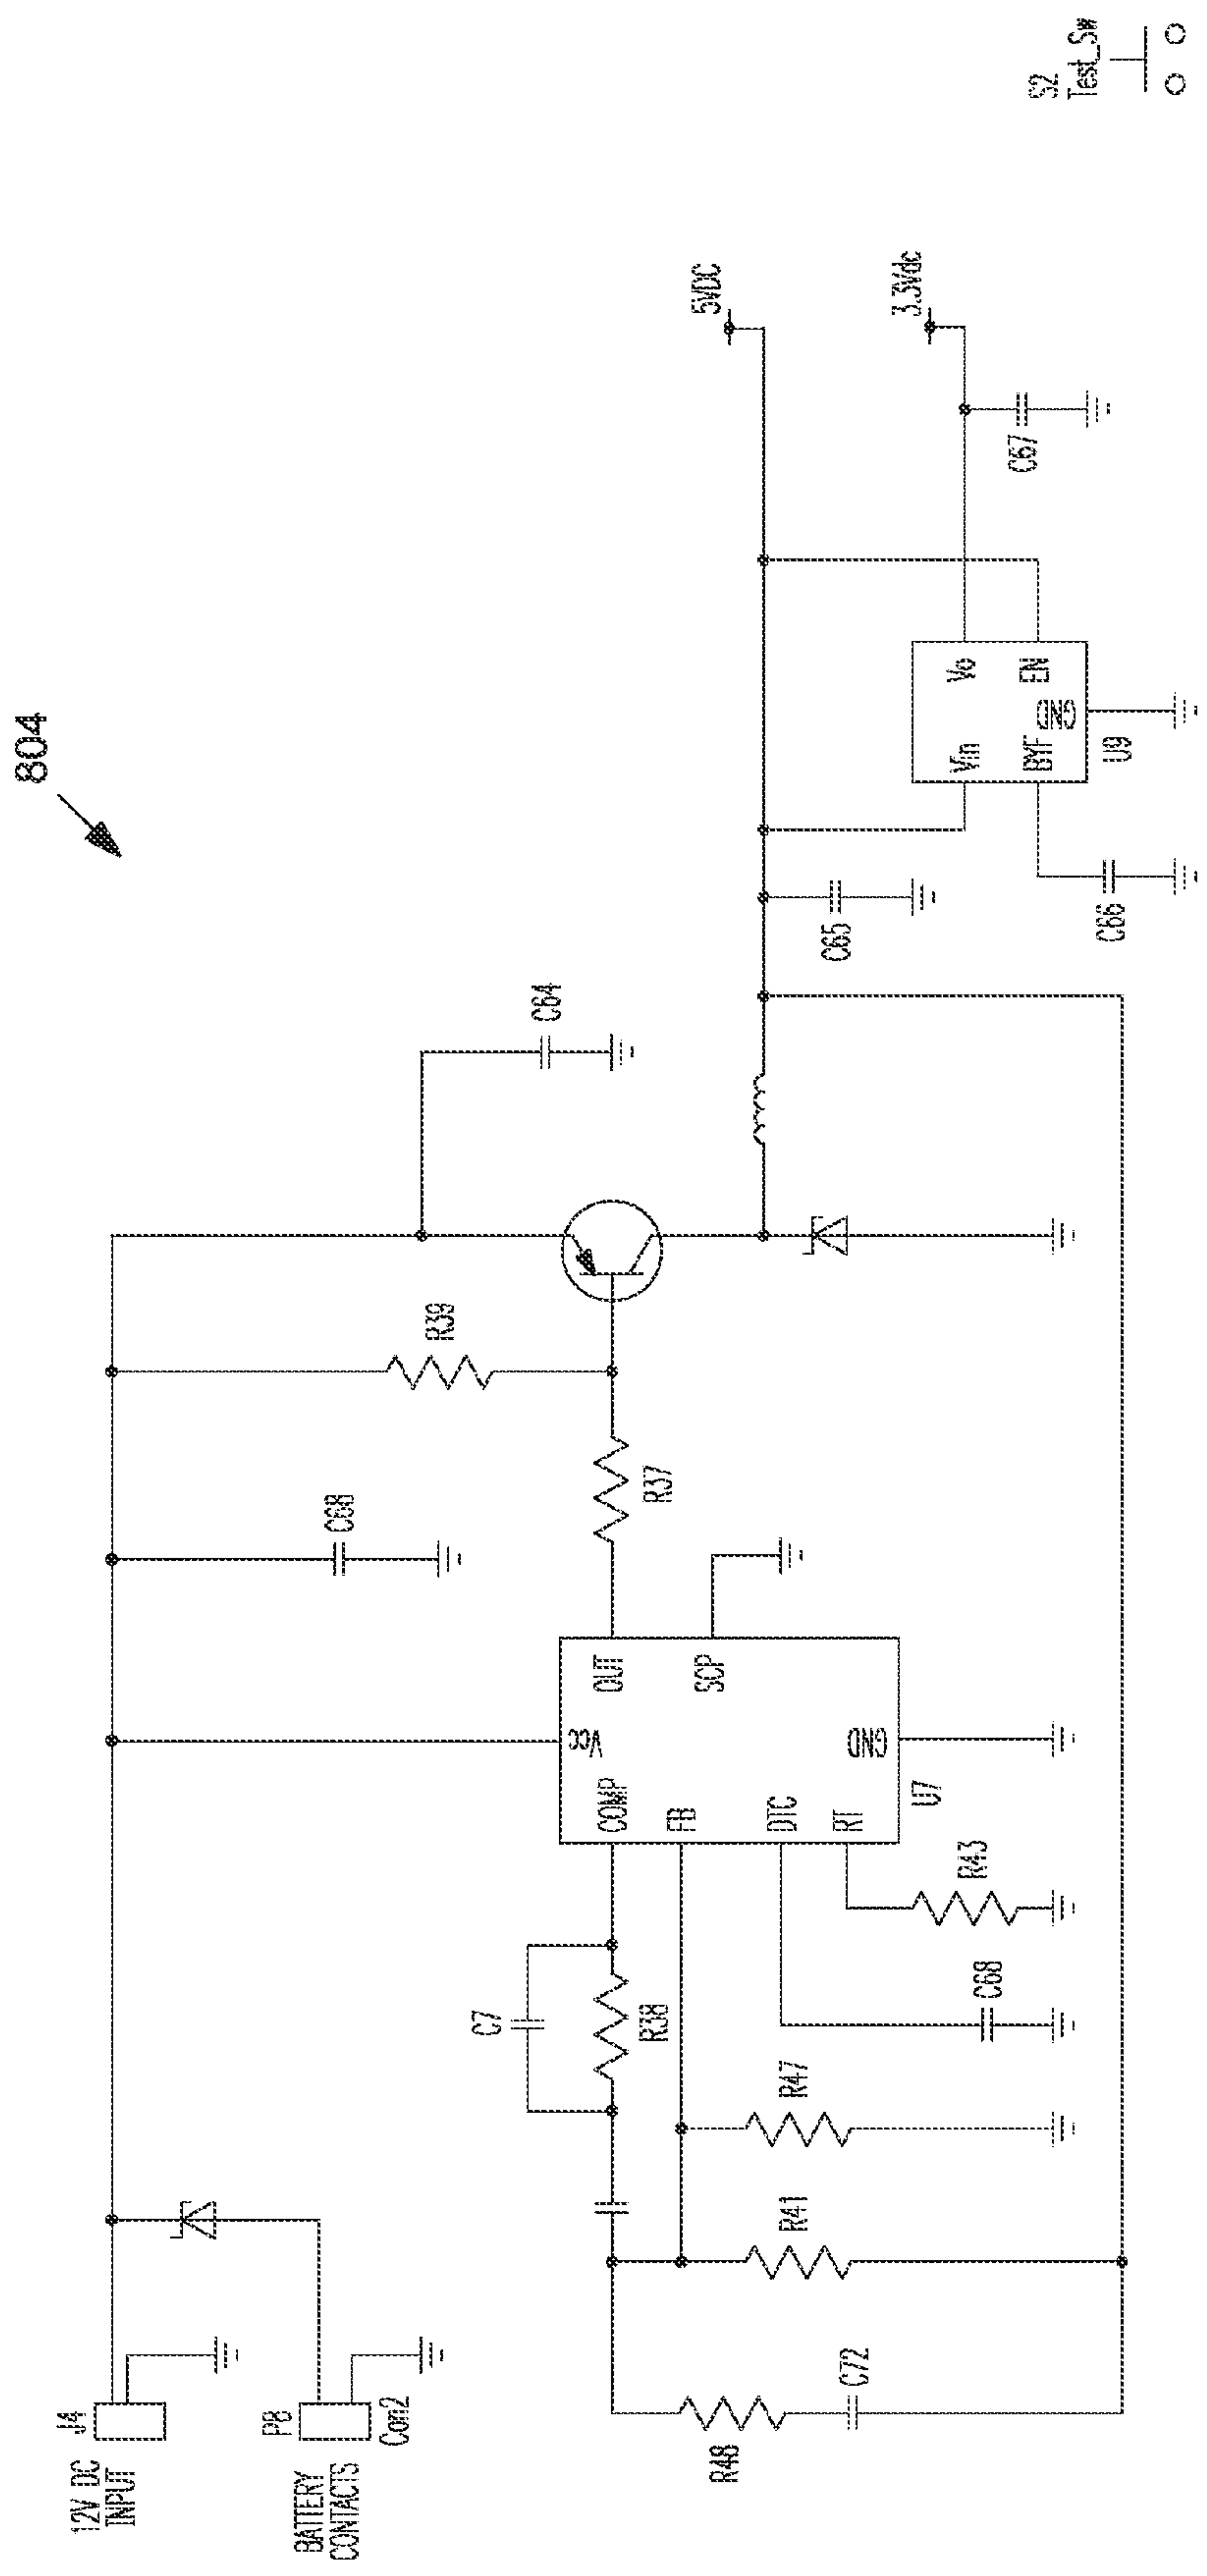 804
12V DC
INPUT
J4
BATTERY
CONTACTS
P8
Con2
C68
R39
C64
C7
R38
COMP
Vcc
OUT
FB
SCP
DTC
RT
GND
U7
R37
R48
C72
R41
R47
C68
R43
C65
C66
Vin
Vo
BYF
EN
GND
U9
C67
5VDC
3.3Vdc
S2
Test_Sw